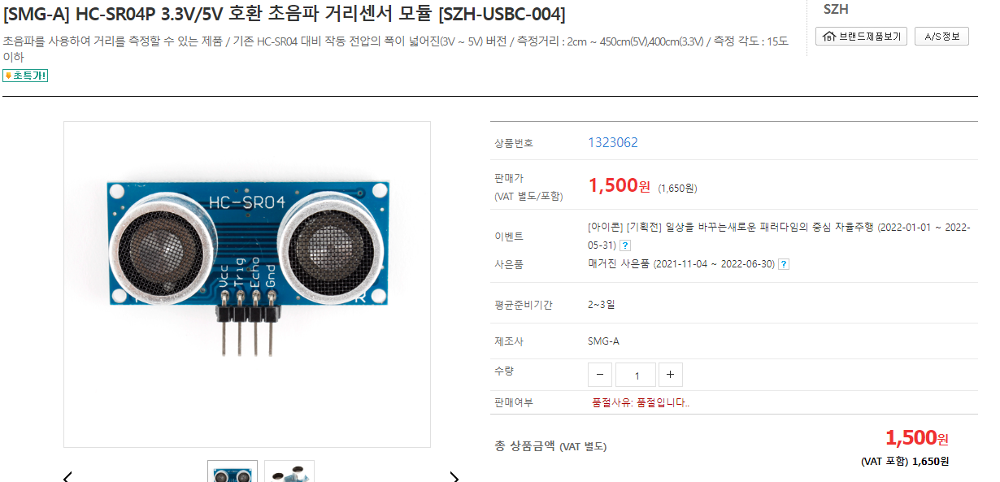 [SMG-A] HC-SR04P 3.3V/5V 호환 초음파 거리센서 모듈 [SZH-USBC-004]
초음파를 사용하여 거리를 측정할 수 있는 제품 / 기존 HC-SR04 대비 작동 전압의 폭이 넓어진(3V ~ 5V) 버전 / 측정거리 : 2cm ~ 450cm(5V),400cm(3.3V) / 측정 각도 : 15도
이하
초특가!
SZH
브랜드제품보기
A/S정보
HC-SR04
Vcc
Trig
Echo
Gnd
상품번호
1323062
판매가
(VAT 별도/포함)
1,500원 (1,650원)
이벤트
[아이콘] [기획전] 일상을 바꾸는새로운 패러다임의 중심 자율주행 (2022-01-01 ~ 2022-
05-31) ?
사은품
매거진 사은품 (2021-11-04 ~ 2022-06-30) ?
평균준비기간
2~3일
제조사
SMG-A
수량
− 1 +
판매여부
품절사유: 품절입니다..
총 상품금액 (VAT 별도)
1,500원
(VAT 포함) 1,650원